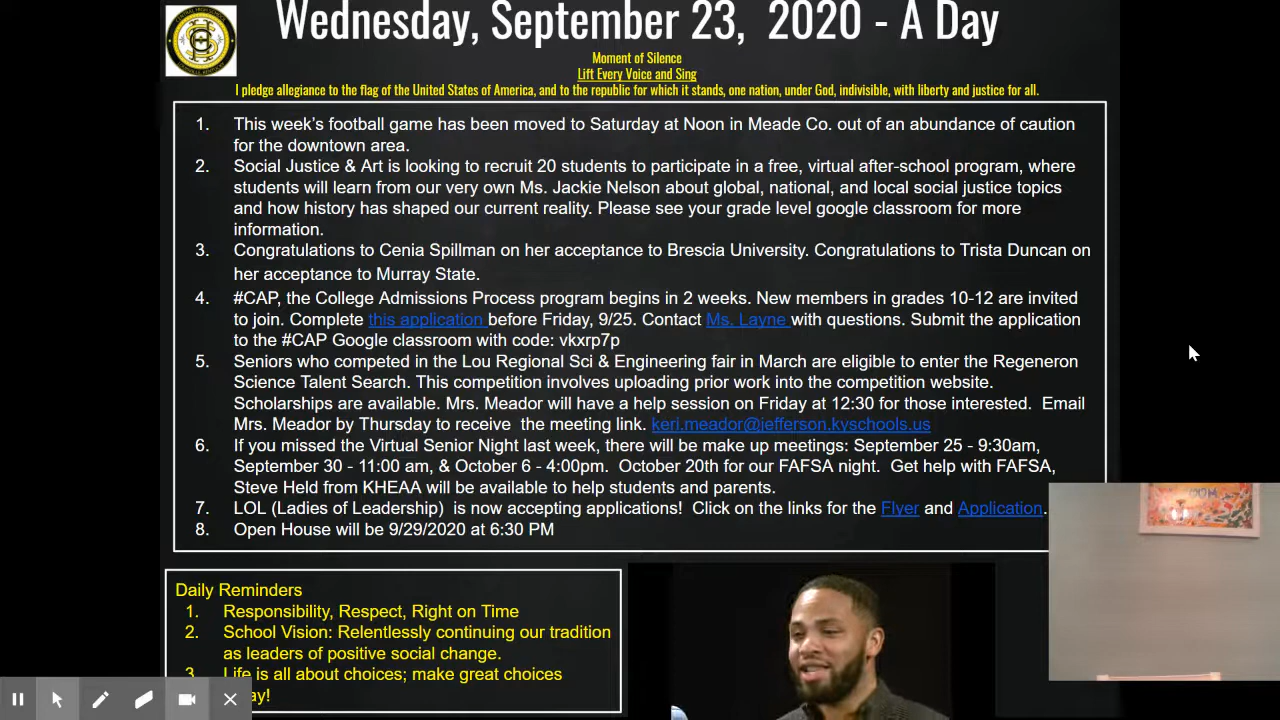 Wednesday, September 23, 2020 - A Day
Moment of Silence
Lift Every Voice and Sing
I pledge allegiance to the flag of the United States of America, and to the republic for which it stands, one nation, under God, indivisible, with liberty and justice for all.
1. This week's football game has been moved to Saturday at Noon in Meade Co. out of an abundance of caution
for the downtown area.
2. Social Justice & Art is looking to recruit 20 students to participate in a free, virtual after-school program, where
students will learn from our very own Ms. Jackie Nelson about global, national, and local social justice topics
and how history has shaped our current reality. Please see your grade level google classroom for more
information.
3. Congratulations to Cenia Spillman on her acceptance to Brescia University. Congratulations to Trista Duncan on
her acceptance to Murray State.
4. #CAP, the College Admissions Process program begins in 2 weeks. New members in grades 10-12 are invited
to join. Complete this application before Friday, 9/25. Contact Ms. Layne with questions. Submit the application
to the #CAP Google classroom with code: vkxrp7p
5. Seniors who competed in the Lou Regional Sci & Engineering fair in March are eligible to enter the Regeneron
Science Talent Search. This competition involves uploading prior work into the competition website.
Scholarships are available. Mrs. Meador will have a help session on Friday at 12:30 for those interested. Email
Mrs. Meador by Thursday to receive the meeting link. keri.meador@jefferson.kyschools.us
6. If you missed the Virtual Senior Night last week, there will be make up meetings: September 25 - 9:30am,
September 30 - 11:00 am, & October 6 - 4:00pm. October 20th for our FAFSA night. Get help with FAFSA,
Steve Held from KHEAA will be available to help students and parents.
7. LOL (Ladies of Leadership) is now accepting applications! Click on the links for the Flyer and Application.
8. Open House will be 9/29/2020 at 6:30 PM
Daily Reminders
1. Responsibility, Respect, Right on Time
2. School Vision: Relentlessly continuing our tradition
as leaders of positive social change.
3. Life is all about choices; make great choices
ay!